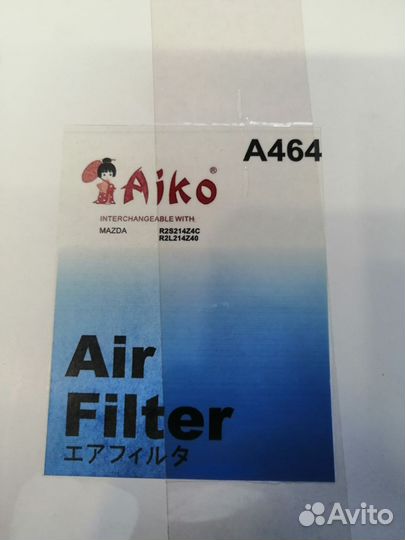 A464
Aiko®
INTERCHANGEABLE WITH:
MAZDA R2S214Z4C
R2L214Z40
Air
Filter
エアフィルタ
Avito